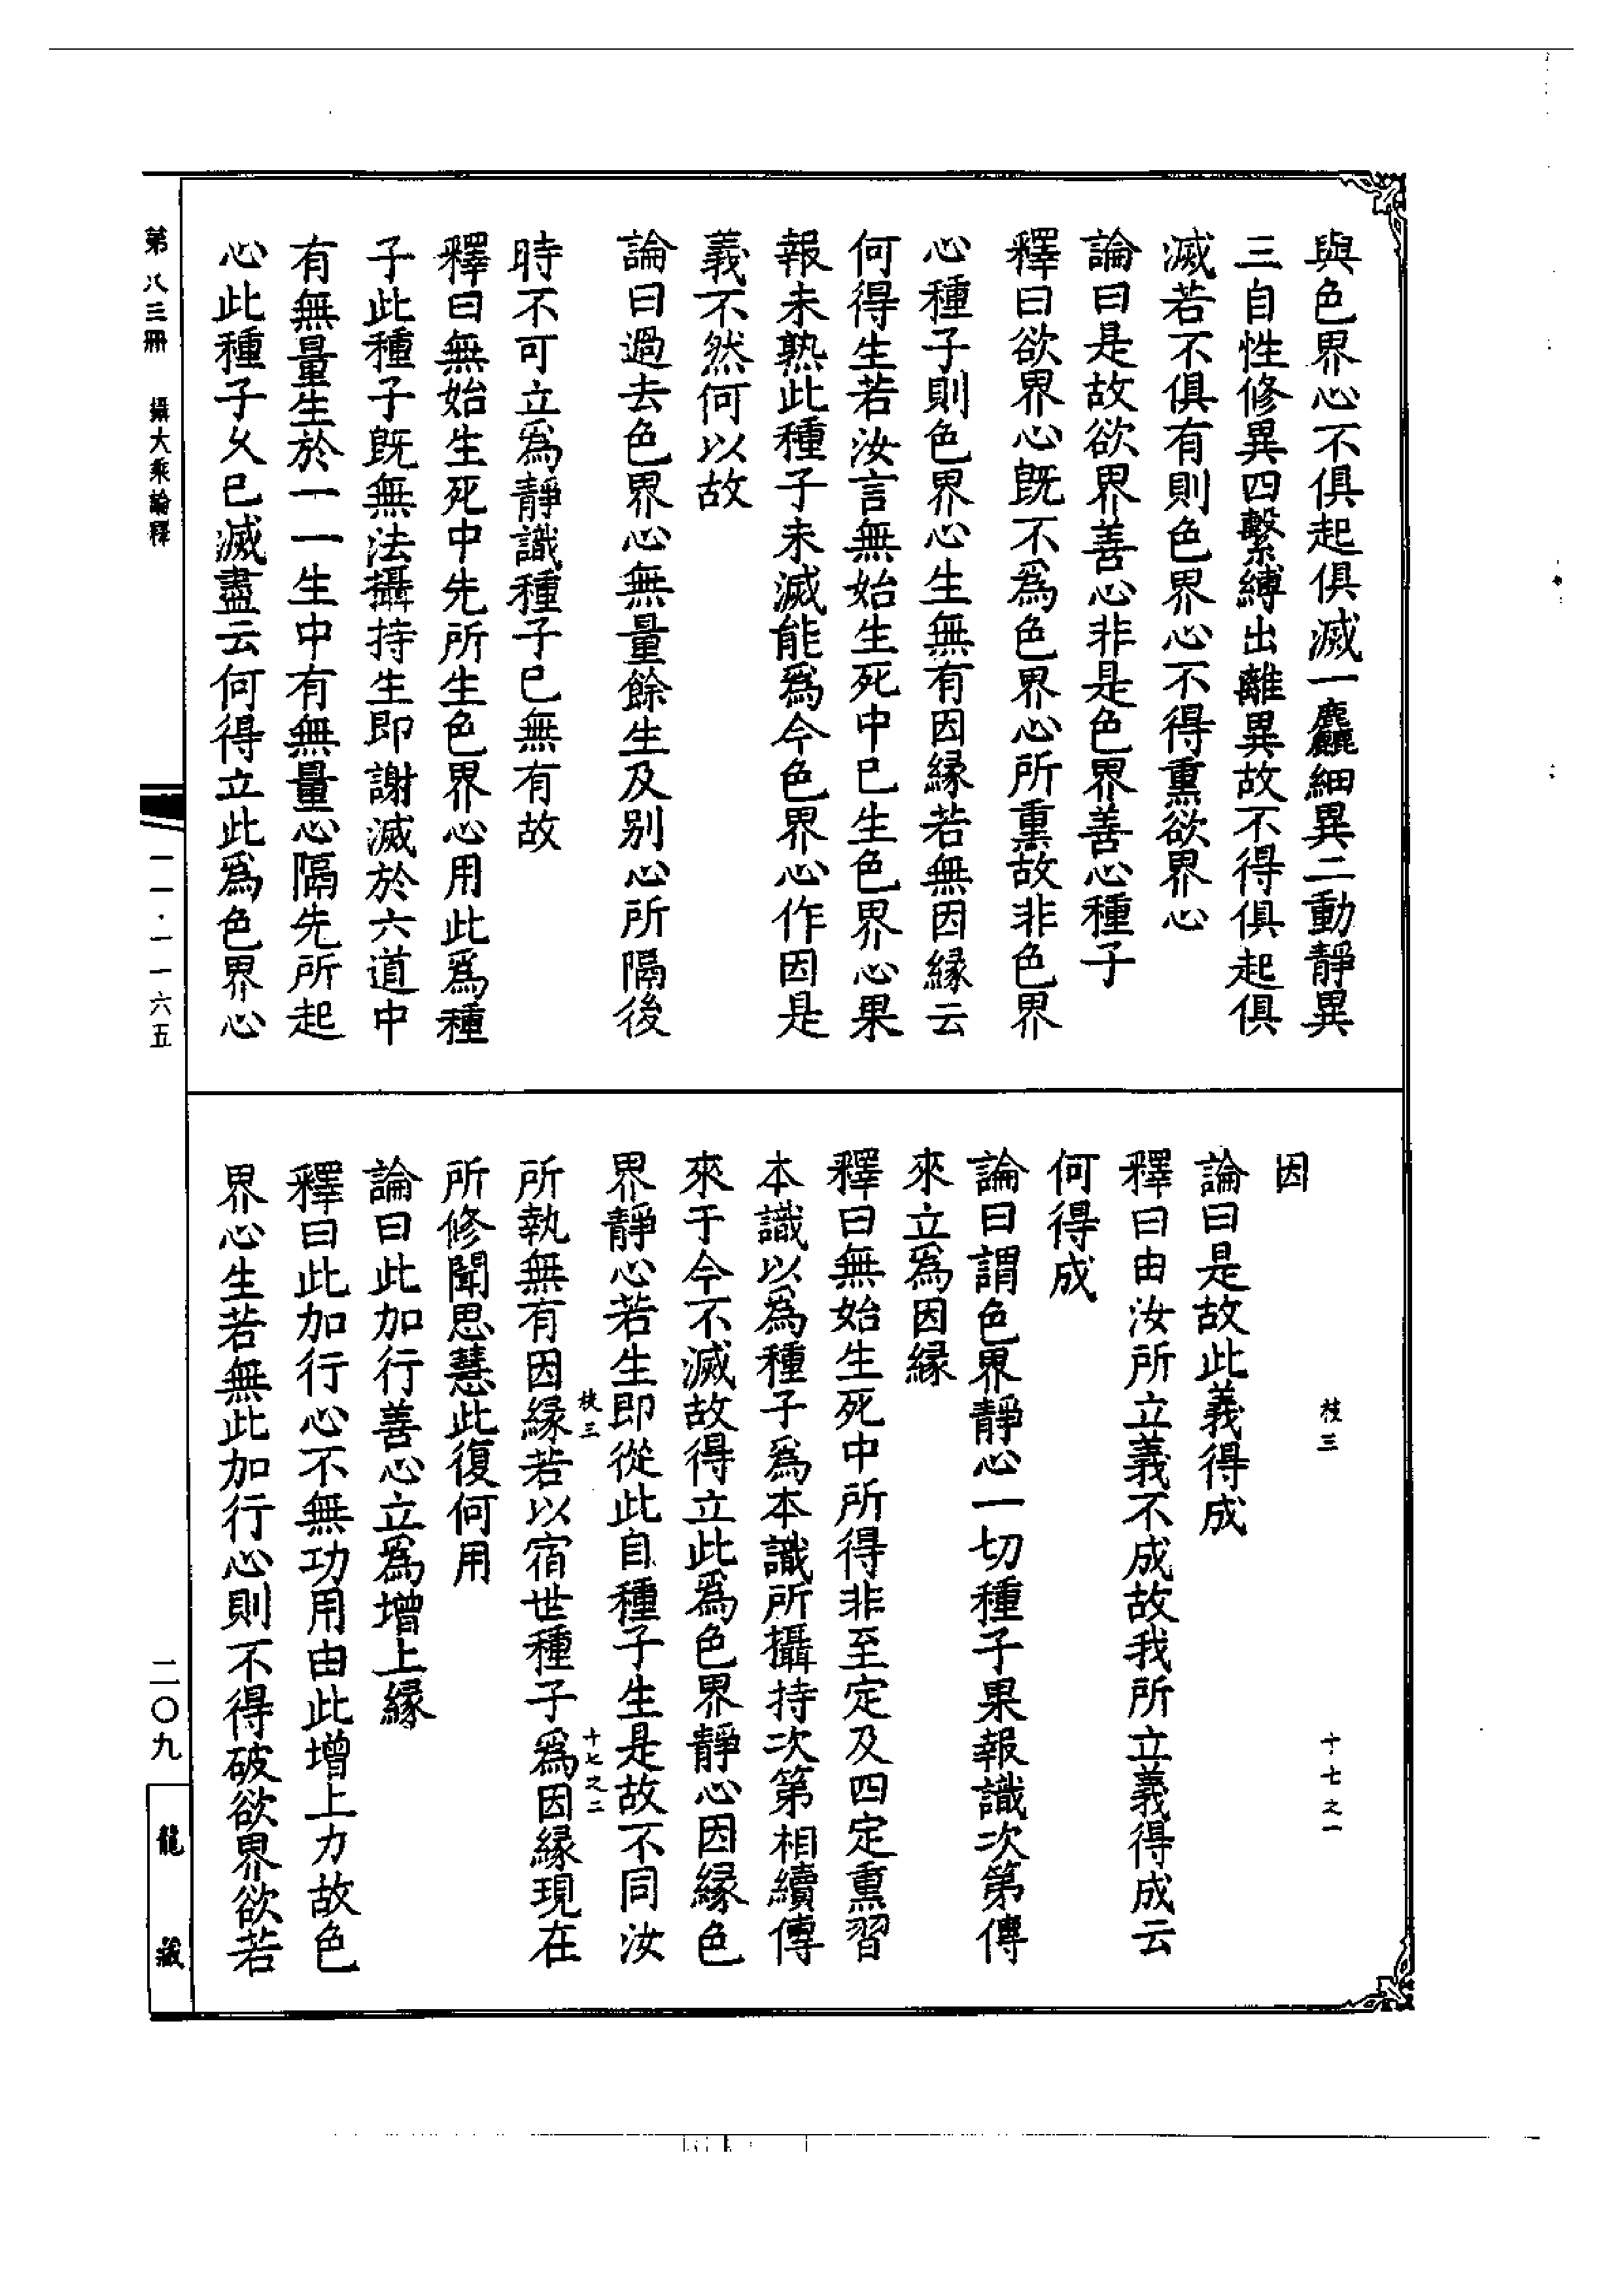 與色界心不俱起俱滅一麤細異二動靜異
三自性修異四繫縛出離異故不得俱起俱
滅若不俱有則色界心不得熏欲界心
論曰是故欲界善心非是色界善心種子
釋曰欲界心旣不爲色界心所熏故非色界
心種子則色界心生無有因緣若無因緣云
何得生若汝言無始生死中巳生色界心果
報未熟此種子未滅能爲今色界心作因是
義不然何以故
論曰過去色界心無量餘生及別心所隔後
時不可立爲靜識種子巳無有故
釋曰無始生死中先所生色界心用此爲種
子此種子旣無法攝持生即謝滅於六道中
有無量生於一一生中有無量心隔先所起
心此種子久巳滅盡云何得立此爲色界心
因
論曰是故此義得成
釋曰由汝所立義不成故我所立義得成云
何得成
論曰謂色界靜心一切種子果報識次第傳
來立爲因緣
釋曰無始生死中所得非至定及四定熏習
本識以爲種子爲本識所攝持次第相續傳
來于今不滅故得立此爲色界靜心因緣色
界靜心若生即從此自種子生是故不同汝
所執無有因緣若以宿世種子爲因緣現在
所修聞思慧此復何用
論曰此加行善心立爲增上緣
釋曰此加行心不無功用由此增上力故色
界心生若無此加行心則不得破欲界欲若
枝三 十七之一
枝三 十七之二
第八三冊 攝大乘論釋
一一·一一六五
二〇九
龍藏